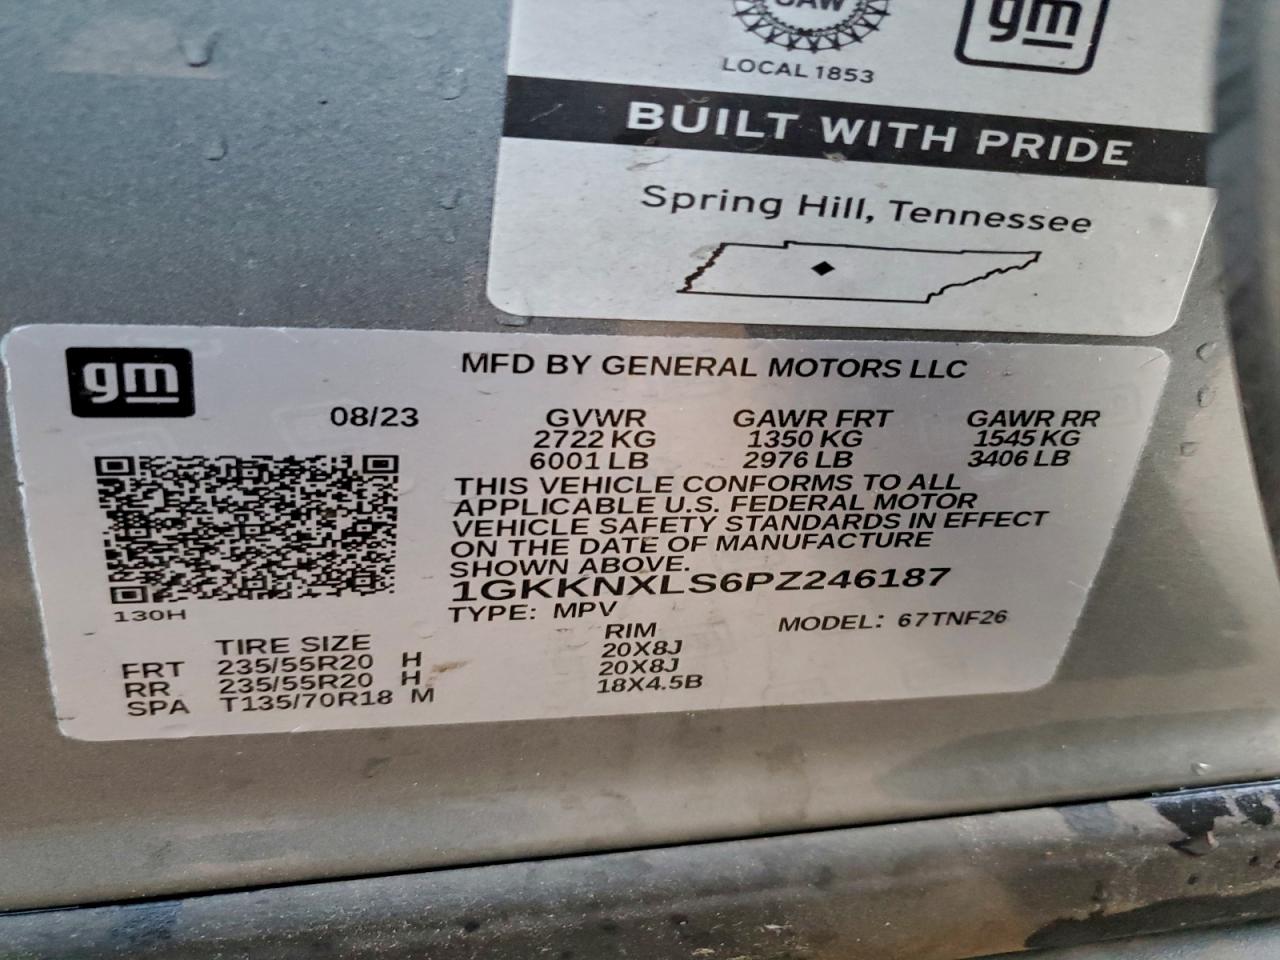 UAW
gm
LOCAL 1853
BUILT WITH PRIDE
Spring Hill, Tennessee
gm
MFD BY GENERAL MOTORS LLC
08/23
GVWR GAWR FRT GAWR RR
2722 KG 1350 KG 1545 KG
6001 LB 2976 LB 3406 LB
THIS VEHICLE CONFORMS TO ALL
APPLICABLE U.S. FEDERAL MOTOR
VEHICLE SAFETY STANDARDS IN EFFECT
ON THE DATE OF MANUFACTURE
SHOWN ABOVE.
1GKKNXLS6PZ246187
130H
TYPE: MPV MODEL: 67TNF26
TIRE SIZE RIM
FRT 235/55R20 H 20X8J
RR 235/55R20 H 20X8J
SPA T135/70R18 M 18X4.5B